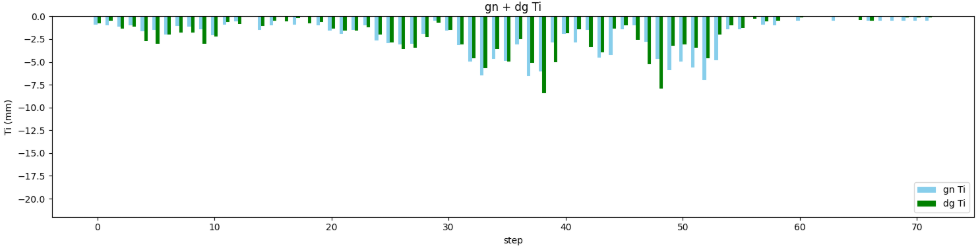 gn + dg Ti
0.0
−2.5
−5.0
−7.5
−10.0
−12.5
−15.0
−17.5
−20.0
Ti (mm)
gn Ti
dg Ti
0 10 20 30 40 50 60 70
step